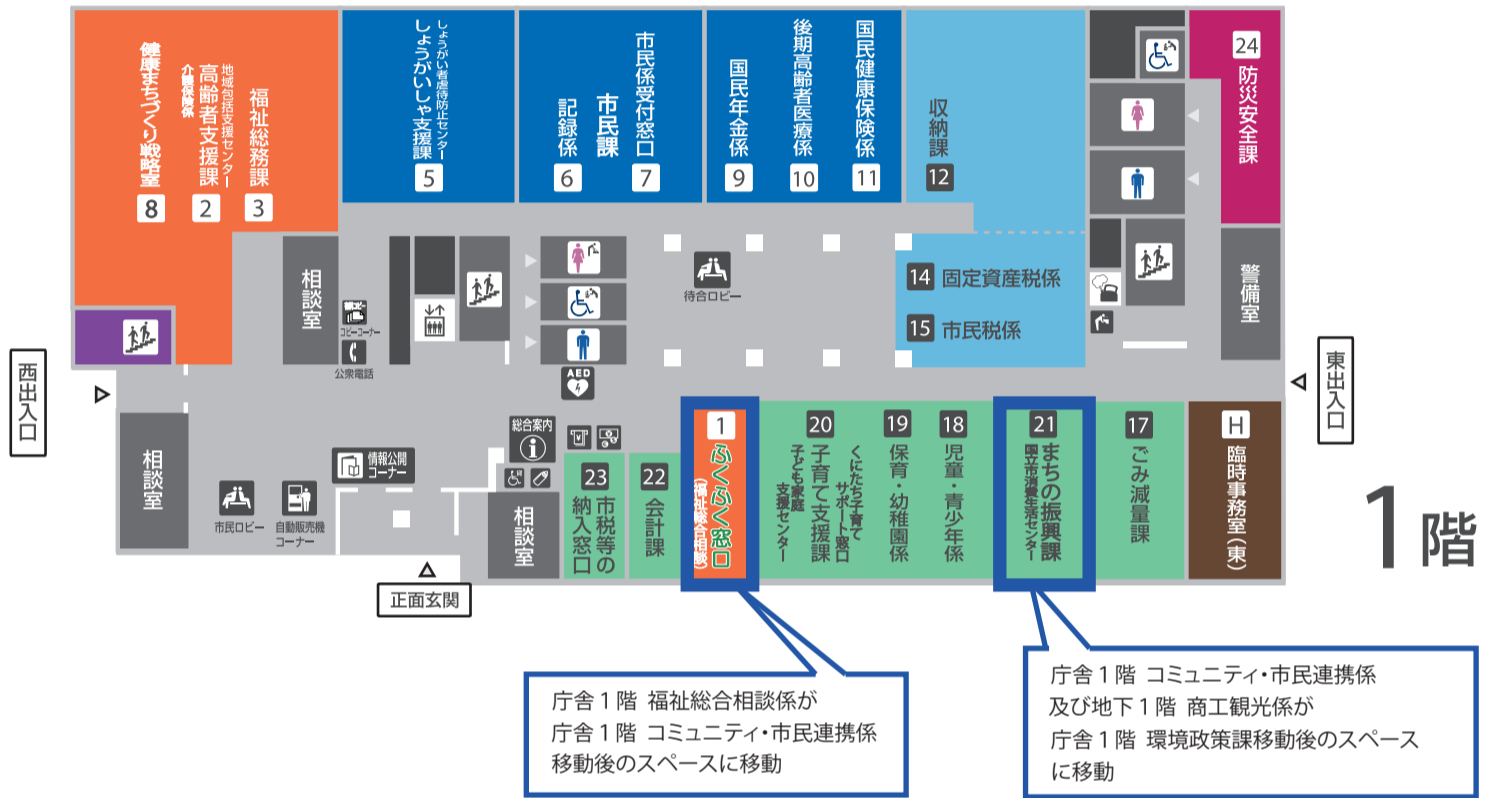 健康まちづくり戦略室
8
地域包括支援センター
高齢者支援課
介護保険係
2
福祉総務課
3
しょうがい者虐待防止センター
しょうがいしゃ支援課
5
市民課
記録係
6
市民係受付窓口
7
国民年金係
9
後期高齢者医療係
10
国民健康保険係
11
収納課
12
24
防災安全課
14 固定資産税係
15 市民税係
警備室
相談室
コピーコーナー
公衆電話
AED
待合ロビー
西出入口
東出入口
相談室
市民ロビー
自動販売機
コーナー
情報公開
コーナー
正面玄関
総合案内
相談室
23
市税等の
納入窓口
22
会計課
1
ふくふく窓口
(福祉総合相談)
20
くにたち子育て
サポート窓口
子育て支援課
子ども家庭
支援センター
19
保育・幼稚園係
18
児童・青少年係
21
まちの振興課
国立市消費生活センター
17
ごみ減量課
H
臨時事務室(東)
1階
庁舎1階 福祉総合相談係が
庁舎1階 コミュニティ・市民連携係
移動後のスペースに移動
庁舎1階 コミュニティ・市民連携係
及び地下1階 商工観光係が
庁舎1階 環境政策課移動後のスペース
に移動